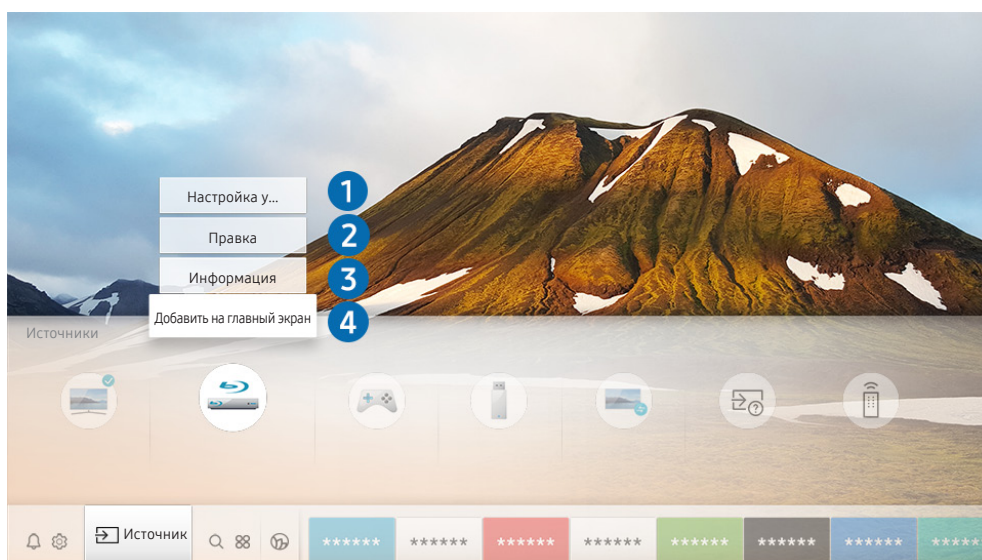 Настройка у...
1
Правка
2
Информация
3
Добавить на главный экран
4
Источники
Источник
****** ****** ****** ****** ****** ****** ****** *****